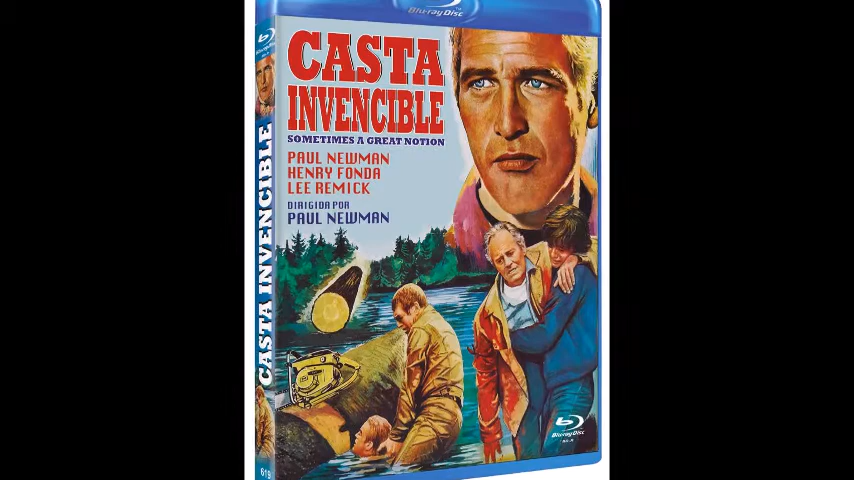 Blu-ray Disc
CASTA
INVENCIBLE
SOMETIMES A GREAT NOTION
PAUL NEWMAN
HENRY FONDA
LEE REMICK
DIRIGIDA POR
PAUL NEWMAN
CASTA INVENCIBLE
Blu-ray Disc